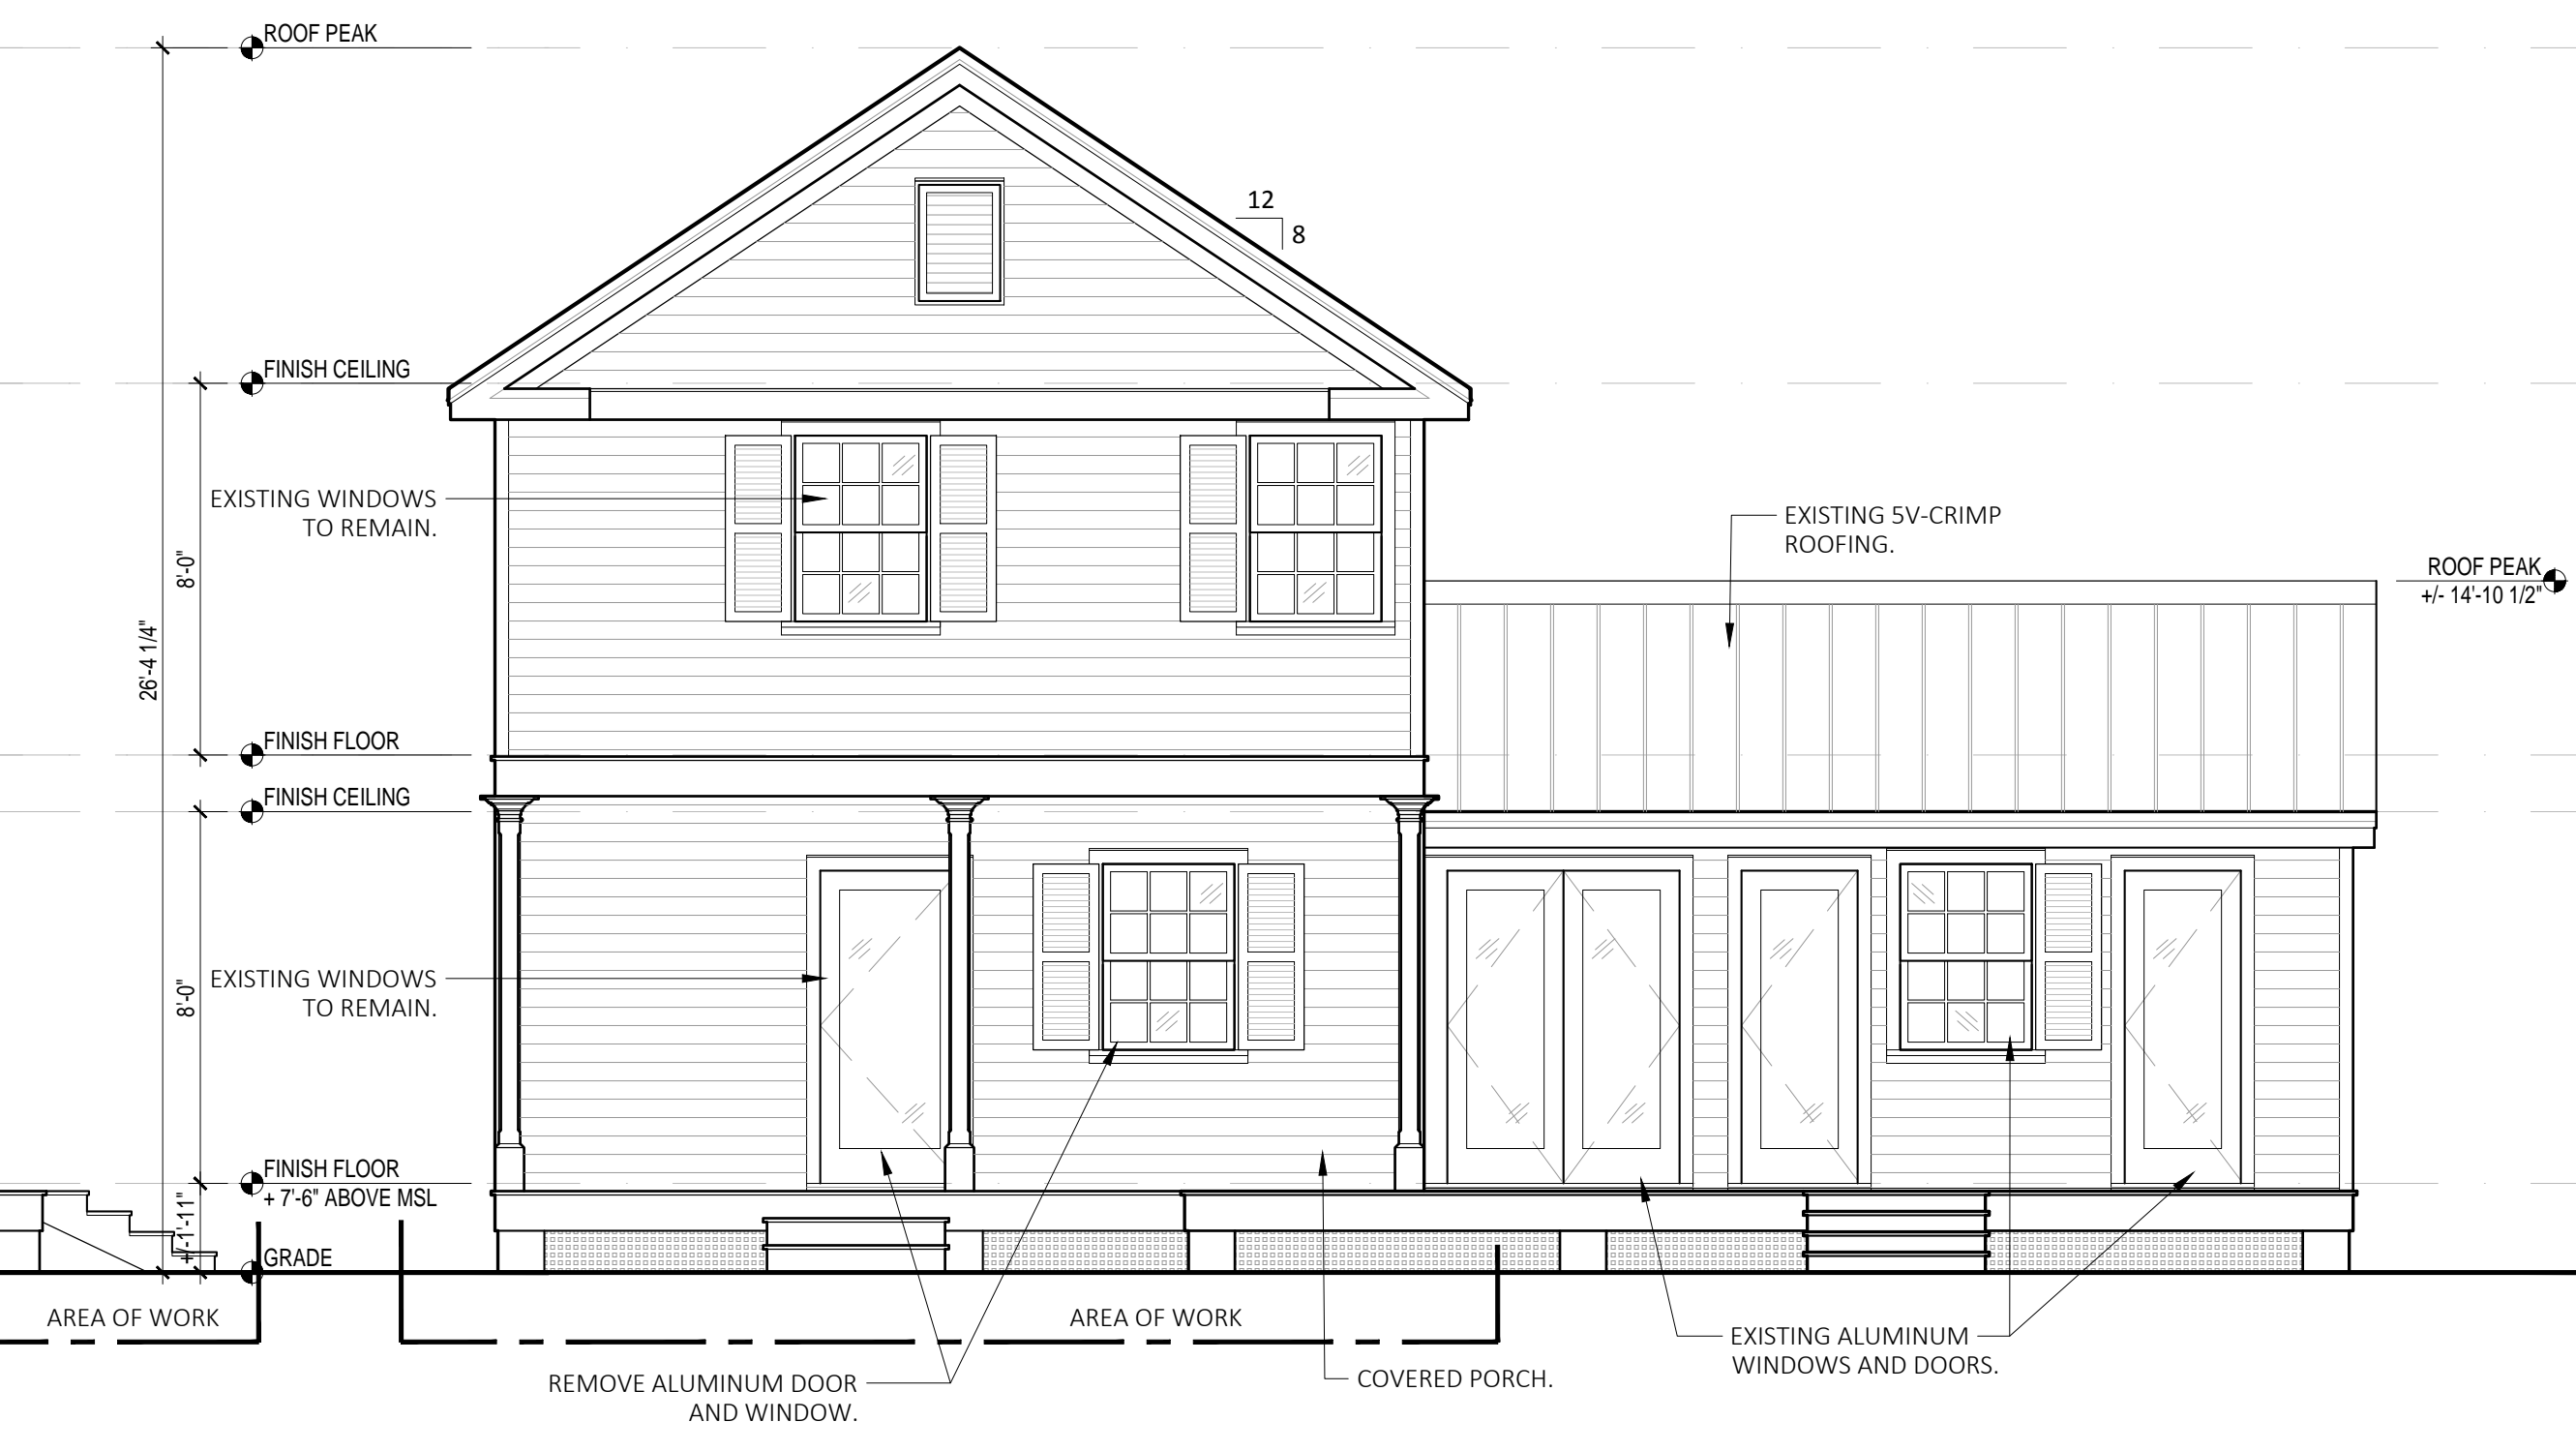 ROOF PEAK
12
8
FINISH CEILING
EXISTING WINDOWS
TO REMAIN.
EXISTING 5V-CRIMP
ROOFING.
ROOF PEAK
+/- 14'-10 1/2"
8'-0"
26'-4 1/4"
FINISH FLOOR
FINISH CEILING
EXISTING WINDOWS
TO REMAIN.
8'-0"
FINISH FLOOR
+ 7'-6" ABOVE MSL
+/-1'-11"
GRADE
AREA OF WORK
AREA OF WORK
EXISTING ALUMINUM
WINDOWS AND DOORS.
REMOVE ALUMINUM DOOR
AND WINDOW.
COVERED PORCH.